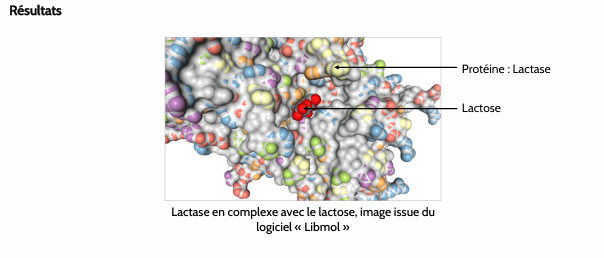 Résultats
Protéine : Lactase
Lactose
Lactase en complexe avec le lactose, image issue du
logiciel « Libmol »